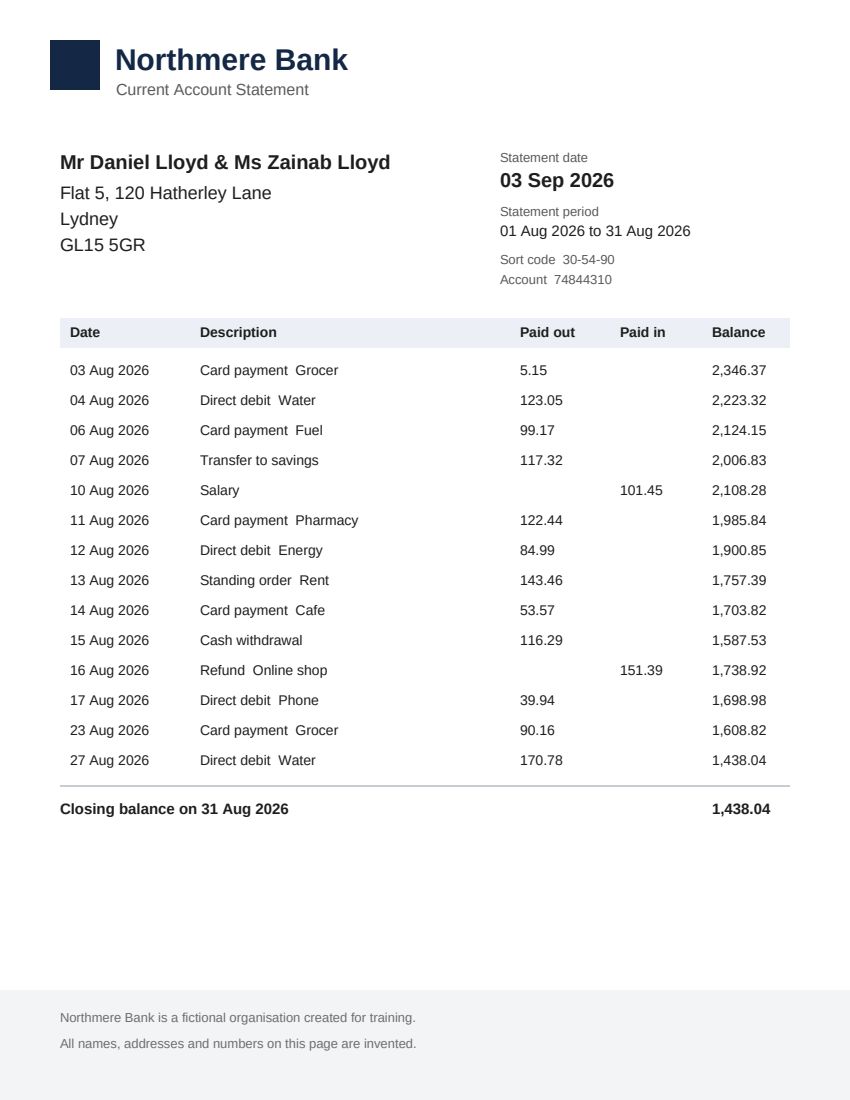 Northmere Bank
Current Account Statement
Mr Daniel Lloyd & Ms Zainab Lloyd
Flat 5, 120 Hatherley Lane
Lydney
GL15 5GR
Statement date
03 Sep 2026
Statement period
01 Aug 2026 to 31 Aug 2026
Sort code 30-54-90
Account 74844310
Date Description Paid out Paid in Balance
03 Aug 2026 Card payment Grocer 5.15 2,346.37
04 Aug 2026 Direct debit Water 123.05 2,223.32
06 Aug 2026 Card payment Fuel 99.17 2,124.15
07 Aug 2026 Transfer to savings 117.32 2,006.83
10 Aug 2026 Salary 101.45 2,108.28
11 Aug 2026 Card payment Pharmacy 122.44 1,985.84
12 Aug 2026 Direct debit Energy 84.99 1,900.85
13 Aug 2026 Standing order Rent 143.46 1,757.39
14 Aug 2026 Card payment Cafe 53.57 1,703.82
15 Aug 2026 Cash withdrawal 116.29 1,587.53
16 Aug 2026 Refund Online shop 151.39 1,738.92
17 Aug 2026 Direct debit Phone 39.94 1,698.98
23 Aug 2026 Card payment Grocer 90.16 1,608.82
27 Aug 2026 Direct debit Water 170.78 1,438.04
Closing balance on 31 Aug 2026 1,438.04
Northmere Bank is a fictional organisation created for training.
All names, addresses and numbers on this page are invented.